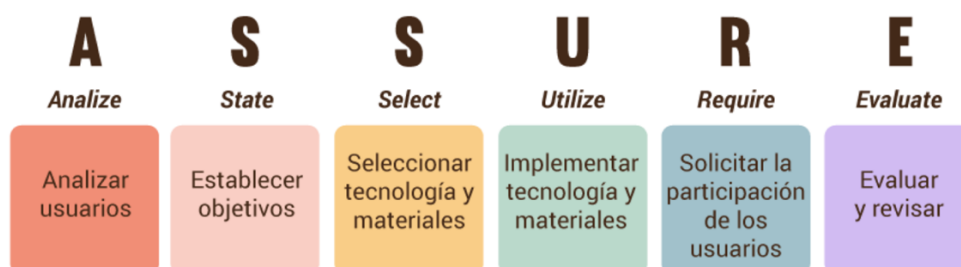 A S S U R E
Analize State Select Utilize Require Evaluate
Analizar
usuarios
Establecer
objetivos
Seleccionar
tecnología y
materiales
Implementar
tecnología y
materiales
Solicitar la
participación
de los
usuarios
Evaluar
y revisar